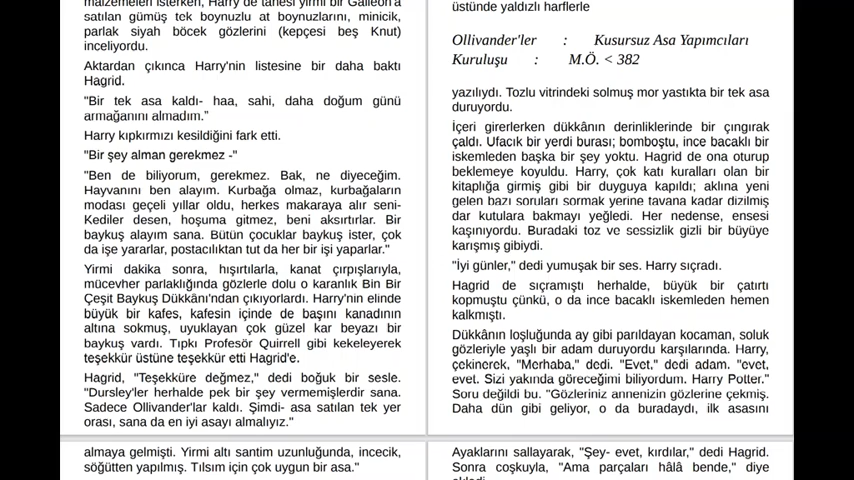 malzemeleri isterken, Harry de tanesi yirmi bir Galleon'a
satılan gümüş tek boynuzlu at boynuzlarını, minicik,
parlak siyah böcek gözlerini (kepçesi beş Knut)
inceliyordu.
Aktardan çıkınca Harry'nin listesine bir daha baktı
Hagrid.
"Bir tek asa kaldı- haa, sahi, daha doğum günü
armağanını almadım."
Harry kıpkırmızı kesildiğini fark etti.
"Bir şey alman gerekmez -"
"Ben de biliyorum, gerekmez. Bak, ne diyeceğim.
Hayvanını ben alayım. Kurbağa olmaz, kurbağaların
modası geçeli yıllar oldu, herkes makaraya alır seni-
Kediler desen, hoşuma gitmez, beni aksırtırlar. Bir
baykuş alayım sana. Bütün çocuklar baykuş ister, çok
da işe yararlar, postacılıktan tut da her bir işi yaparlar."
Yirmi dakika sonra, hışırtılarla, kanat çırpışlarıyla,
mücevher parlaklığında gözlerle dolu o karanlık Bin Bir
Çeşit Baykuş Dükkânı'ndan çıkıyorlardı. Harry'nin elinde
büyük bir kafes, kafesin içinde de başını kanadının
altına sokmuş, uyuklayan çok güzel kar beyazı bir
baykuş vardı. Tıpkı Profesör Quirrell gibi kekeleyerek
teşekkür üstüne teşekkür etti Hagrid'e.
Hagrid, "Teşekküre değmez," dedi boğuk bir sesle.
"Dursley'ler herhalde pek bir şey vermemişlerdir sana.
Sadece Ollivander'lar kaldı. Şimdi- asa satılan tek yer
orası, sana da en iyi asayı almalıyız."
almaya gelmişti. Yirmi altı santim uzunluğunda, incecik,
söğütten yapılmış. Tılsım için çok uygun bir asa."
üstünde yaldızlı harflerle
Ollivander'ler : Kusursuz Asa Yapımcıları
Kuruluşu : M.Ö. < 382
yazılıydı. Tozlu vitrindeki solmuş mor yastıkta bir tek asa
duruyordu.
İçeri girerlerken dükkânın derinliklerinde bir çıngırak
çaldı. Ufacık bir yerdi burası; bomboştu, ince bacaklı bir
iskemleden başka bir şey yoktu. Hagrid de ona oturup
beklemeye koyuldu. Harry, çok katı kuralları olan bir
kitaplığa girmiş gibi bir duyguya kapıldı; aklına yeni
gelen bazı soruları sormak yerine tavana kadar dizilmiş
dar kutulara bakmayı yeğledi. Her nedense, ensesi
kaşınıyordu. Buradaki toz ve sessizlik gizli bir büyüye
karışmış gibiydi.
"İyi günler," dedi yumuşak bir ses. Harry sıçradı.
Hagrid de sıçramıştı herhalde, büyük bir çatırtı
kopmuştu çünkü, o da ince bacaklı iskemleden hemen
kalkmıştı.
Dükkânın loşluğunda ay gibi parıldayan kocaman, soluk
gözleriyle yaşlı bir adam duruyordu karşılarında. Harry,
çekinerek, "Merhaba," dedi. "Evet," dedi adam. "evet,
evet. Sizi yakında göreceğimi biliyordum. Harry Potter."
Soru değildi bu. "Gözleriniz annenizin gözlerine çekmiş.
Daha dün gibi geliyor, o da buradaydı, ilk asasını
Ayaklarını sallayarak, "Şey- evet, kırdılar," dedi Hagrid.
Sonra coşkuyla, "Ama parçaları hâlâ bende," diye